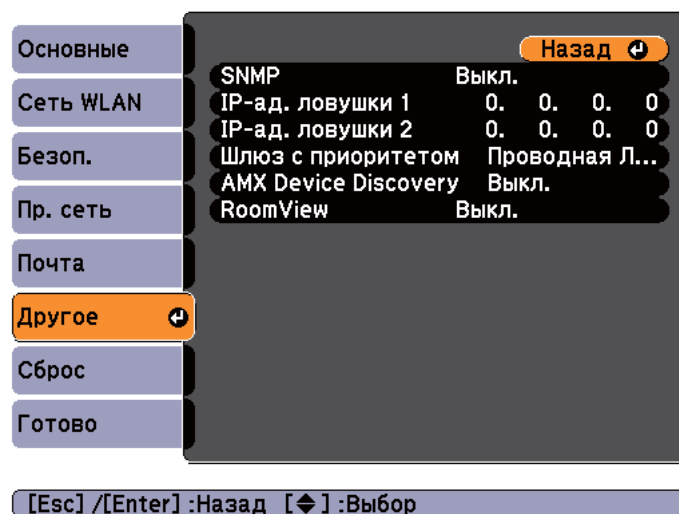 Основные
Сеть WLAN
Безоп.
Пр. сеть
Почта
Другое
Сброс
Готово
Назад
SNMP Выкл.
IP-ад. ловушки 1 0. 0. 0. 0
IP-ад. ловушки 2 0. 0. 0. 0
Шлюз с приоритетом Проводная Л...
AMX Device Discovery Выкл.
RoomView Выкл.
[Esc] /[Enter] :Назад [◆] :Выбор